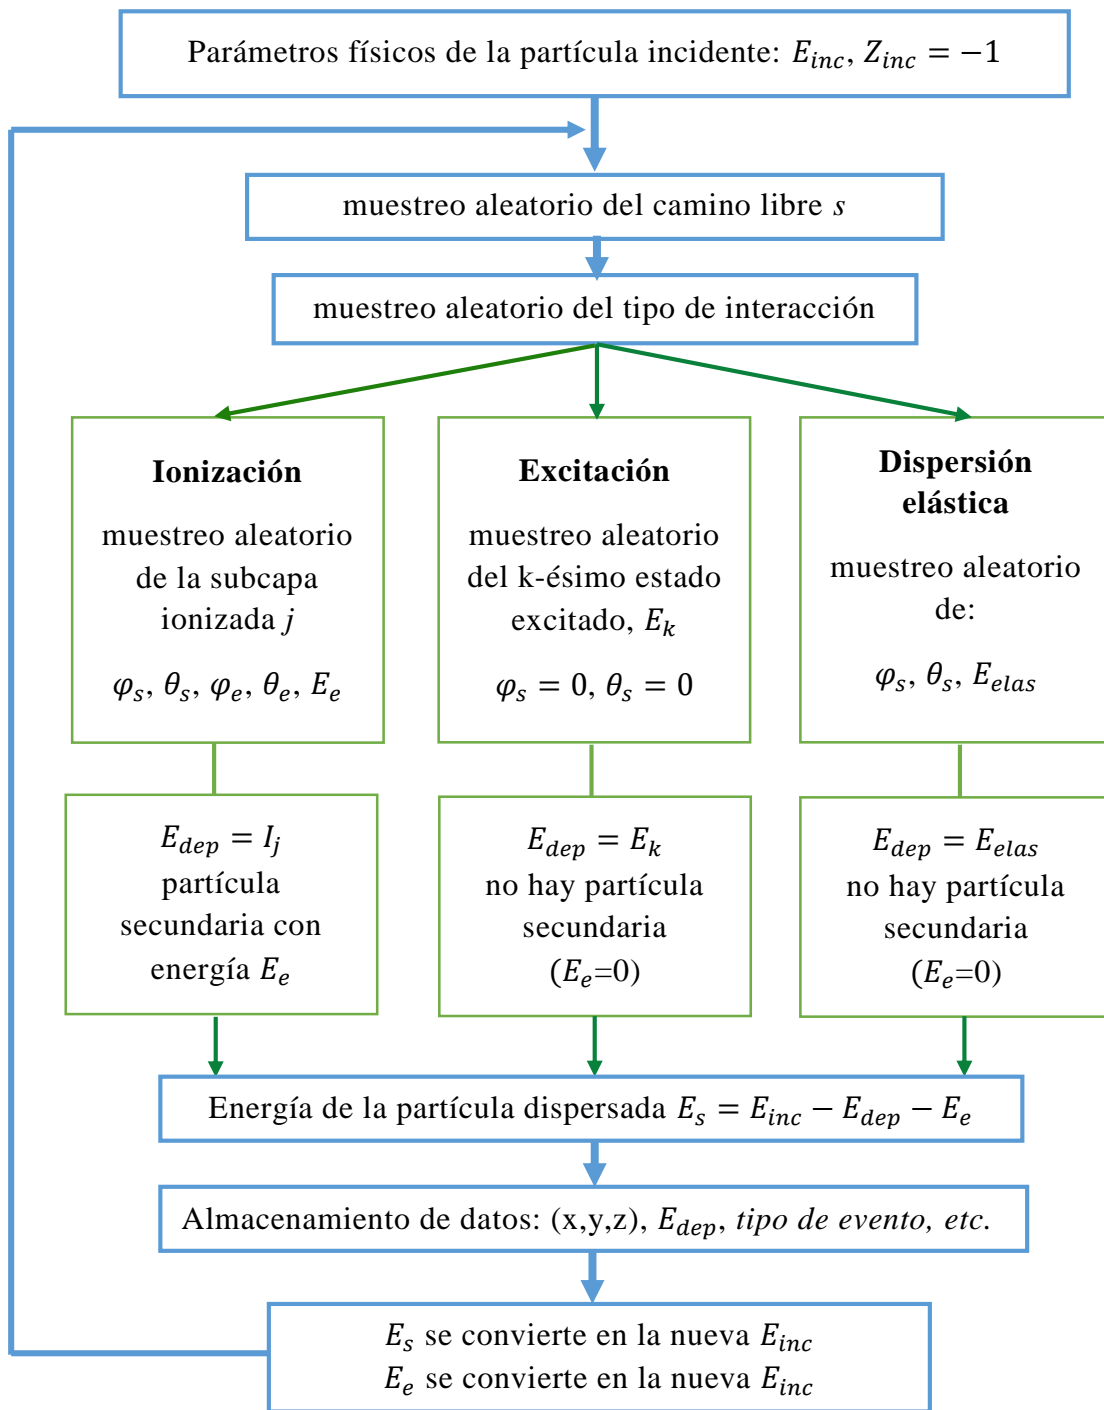 Parámetros físicos de la partícula incidente: E_inc, Z_inc = −1
muestreo aleatorio del camino libre s
muestreo aleatorio del tipo de interacción
Ionización
muestreo aleatorio
de la subcapa
ionizada j
φ_s, θ_s, φ_e, θ_e, E_e
Excitación
muestreo aleatorio
del k-ésimo estado
excitado, E_k
φ_s = 0, θ_s = 0
Dispersión
elástica
muestreo aleatorio
de:
φ_s, θ_s, E_elas
E_dep = I_j
partícula
secundaria con
energía E_e
E_dep = E_k
no hay partícula
secundaria
(E_e=0)
E_dep = E_elas
no hay partícula
secundaria
(E_e=0)
Energía de la partícula dispersada E_s = E_inc − E_dep − E_e
Almacenamiento de datos: (x,y,z), E_dep, tipo de evento, etc.
E_s se convierte en la nueva E_inc
E_e se convierte en la nueva E_inc